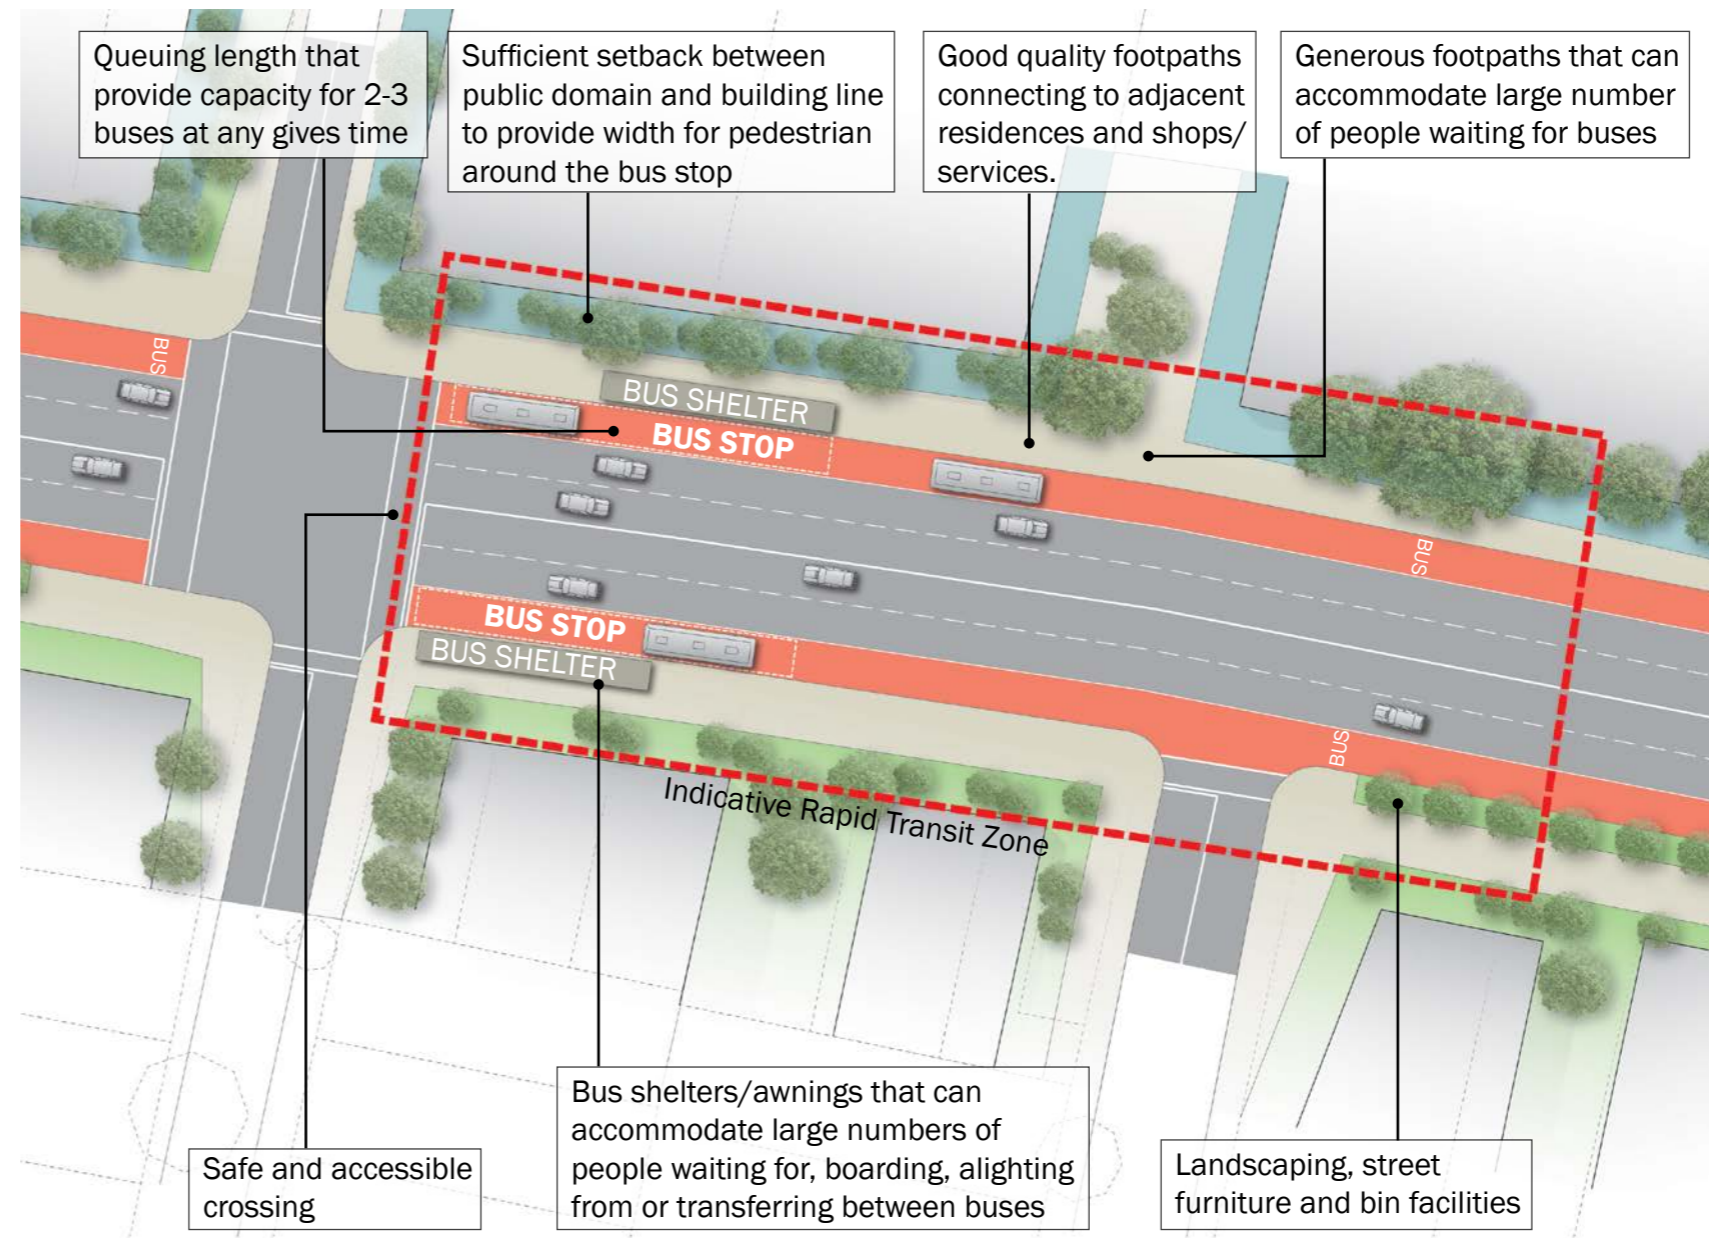 Queuing length that
provide capacity for 2-3
buses at any gives time
Sufficient setback between
public domain and building line
to provide width for pedestrian
around the bus stop
Good quality footpaths
connecting to adjacent
residences and shops/
services.
Generous footpaths that can
accommodate large number
of people waiting for buses
BUS
BUS SHELTER
BUS STOP
BUS
BUS STOP
BUS SHELTER
BUS
Indicative Rapid Transit Zone
Safe and accessible
crossing
Bus shelters/awnings that can
accommodate large numbers of
people waiting for, boarding, alighting
from or transferring between buses
Landscaping, street
furniture and bin facilities